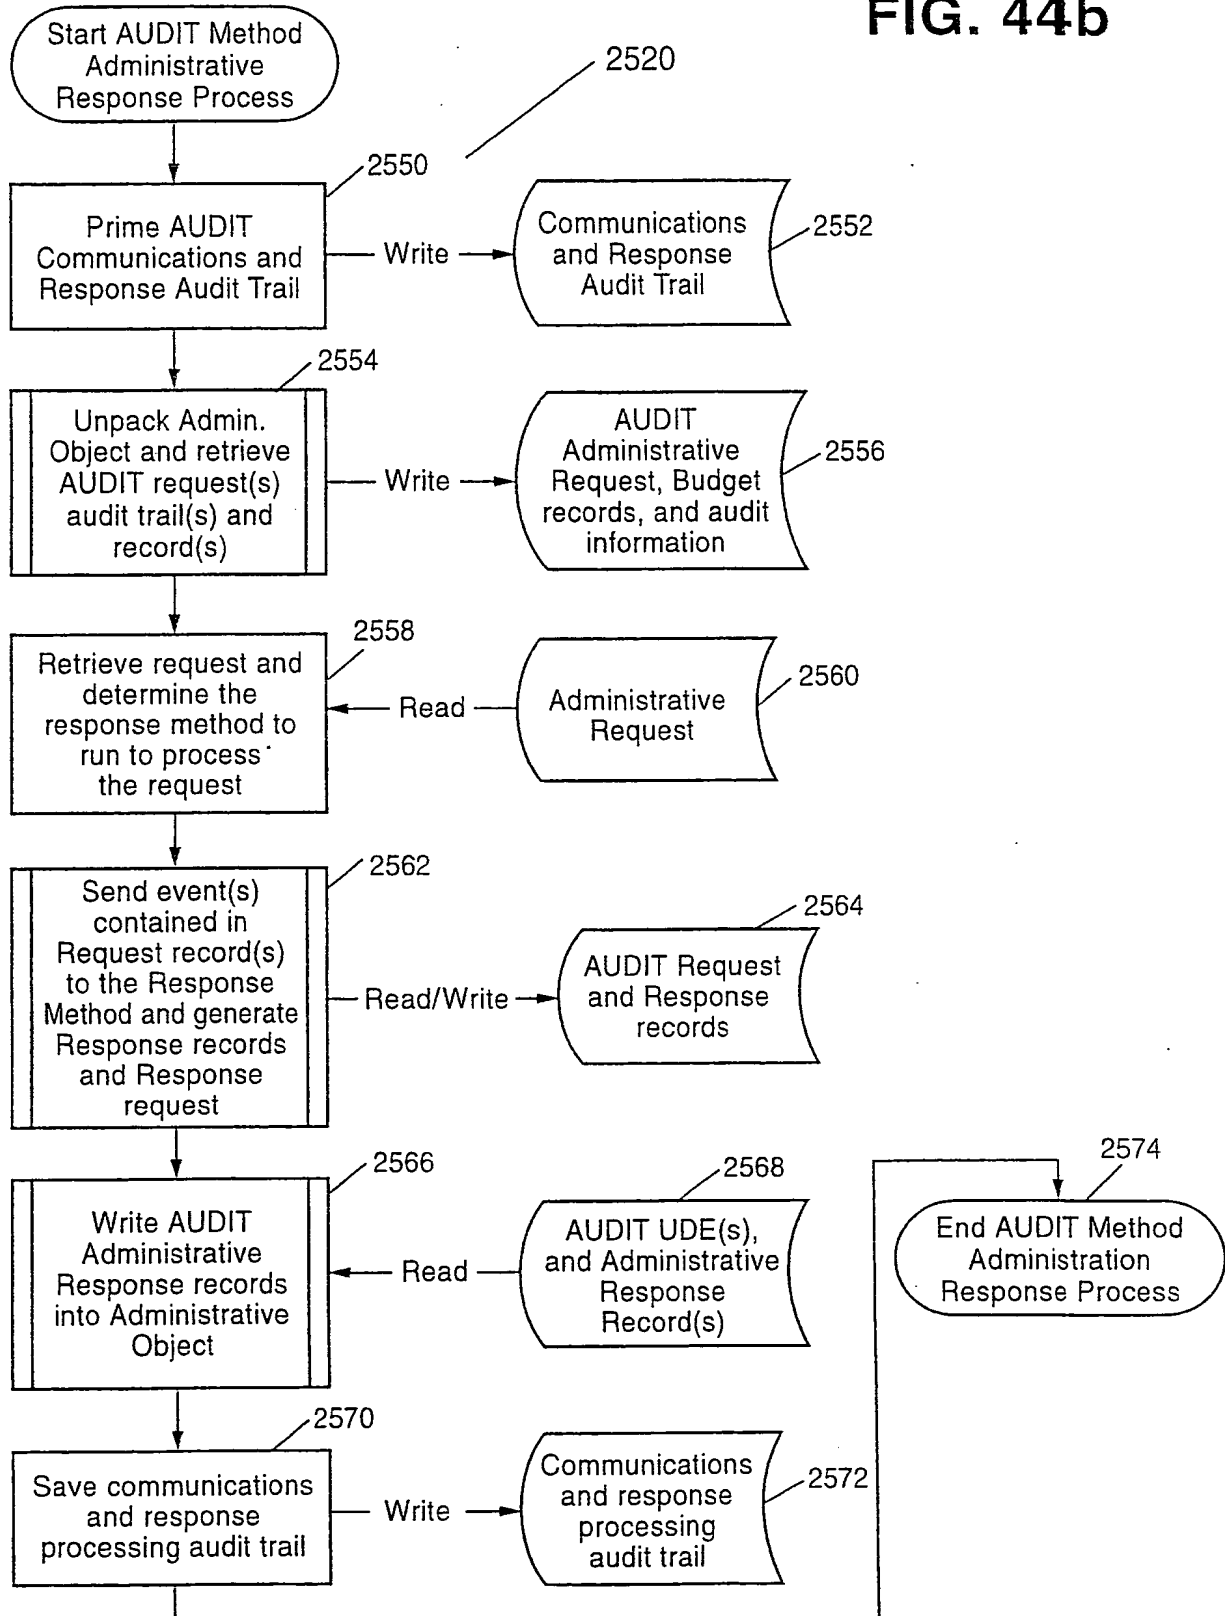 FIG. 44b
Start AUDIT Method
Administrative
Response Process
2520
2550
Prime AUDIT
Communications and
Response Audit Trail
Write
Communications
and Response
Audit Trail
2552
2554
Unpack Admin.
Object and retrieve
AUDIT request(s)
audit trail(s) and
record(s)
Write
AUDIT
Administrative
Request, Budget
records, and audit
information
2556
2558
Retrieve request and
determine the
response method to
run to process
the request
Read
Administrative
Request
2560
2562
Send event(s)
contained in
Request record(s)
to the Response
Method and generate
Response records
and Response
request
Read/Write
2564
AUDIT Request
and Response
records
2566
Write AUDIT
Administrative
Response records
into Administrative
Object
Read
2568
AUDIT UDE(s),
and Administrative
Response
Record(s)
2574
End AUDIT Method
Administration
Response Process
2570
Save communications
and response
processing audit trail
Write
Communications
and response
processing
audit trail
2572